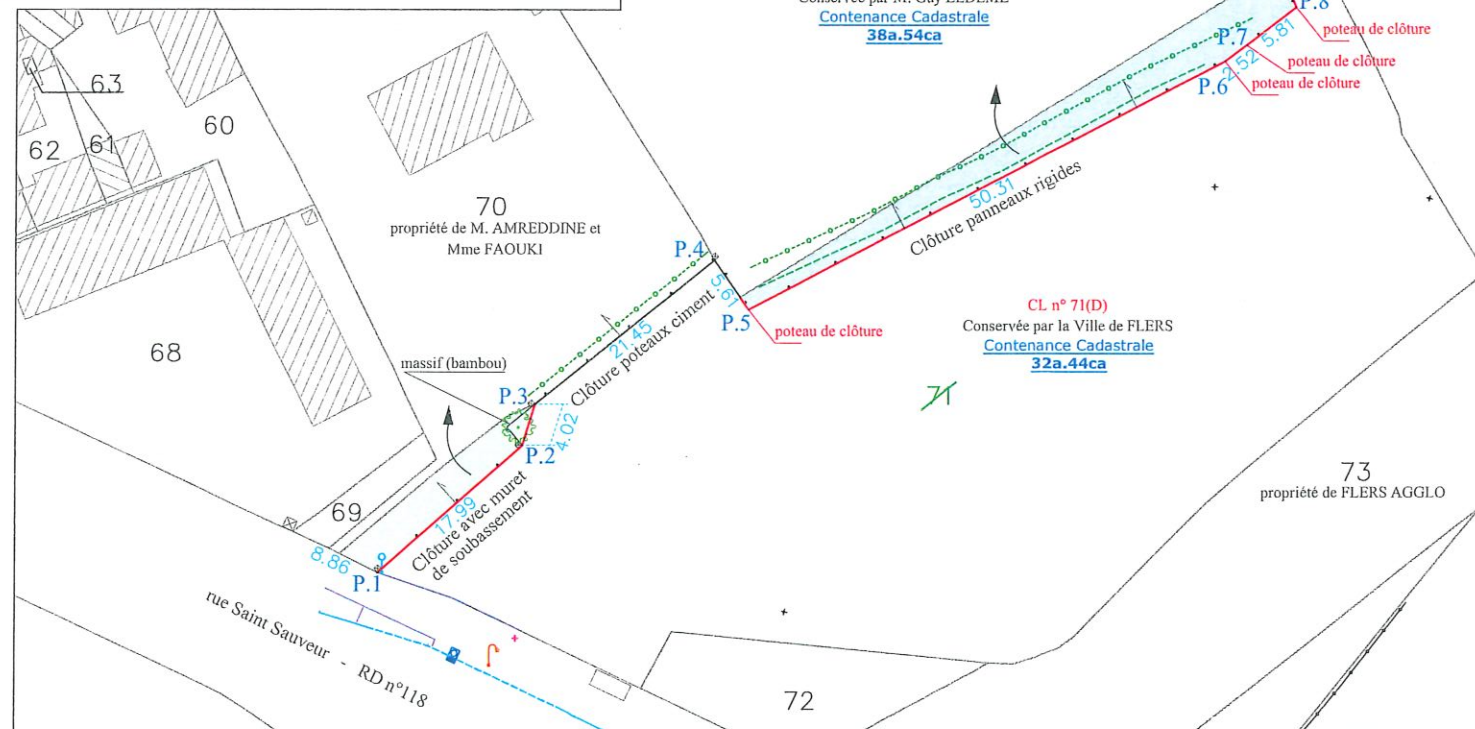 Contenance Cadastrale
38a.54ca
P.8
poteau de clôture
P.7
5.81
2.52
poteau de clôture
P.6
poteau de clôture
63
60
62
61
70
propriété de M. AMREDDINE et
Mme FAOUKI
50.31
Clôture panneaux rigides
P.4
5.61
P.5
poteau de clôture
CL nº 71(D)
Conservée par la Ville de FLERS
Contenance Cadastrale
32a.44ca
71
68
massif (bambou)
21.45
Clôture poteaux ciment
P.3
4.02
P.2
73
propriété de FLERS AGGLO
69
17.99
Clôture avec muret
de soubassement
8.86
P.1
rue Saint Sauveur - RD n°118
72